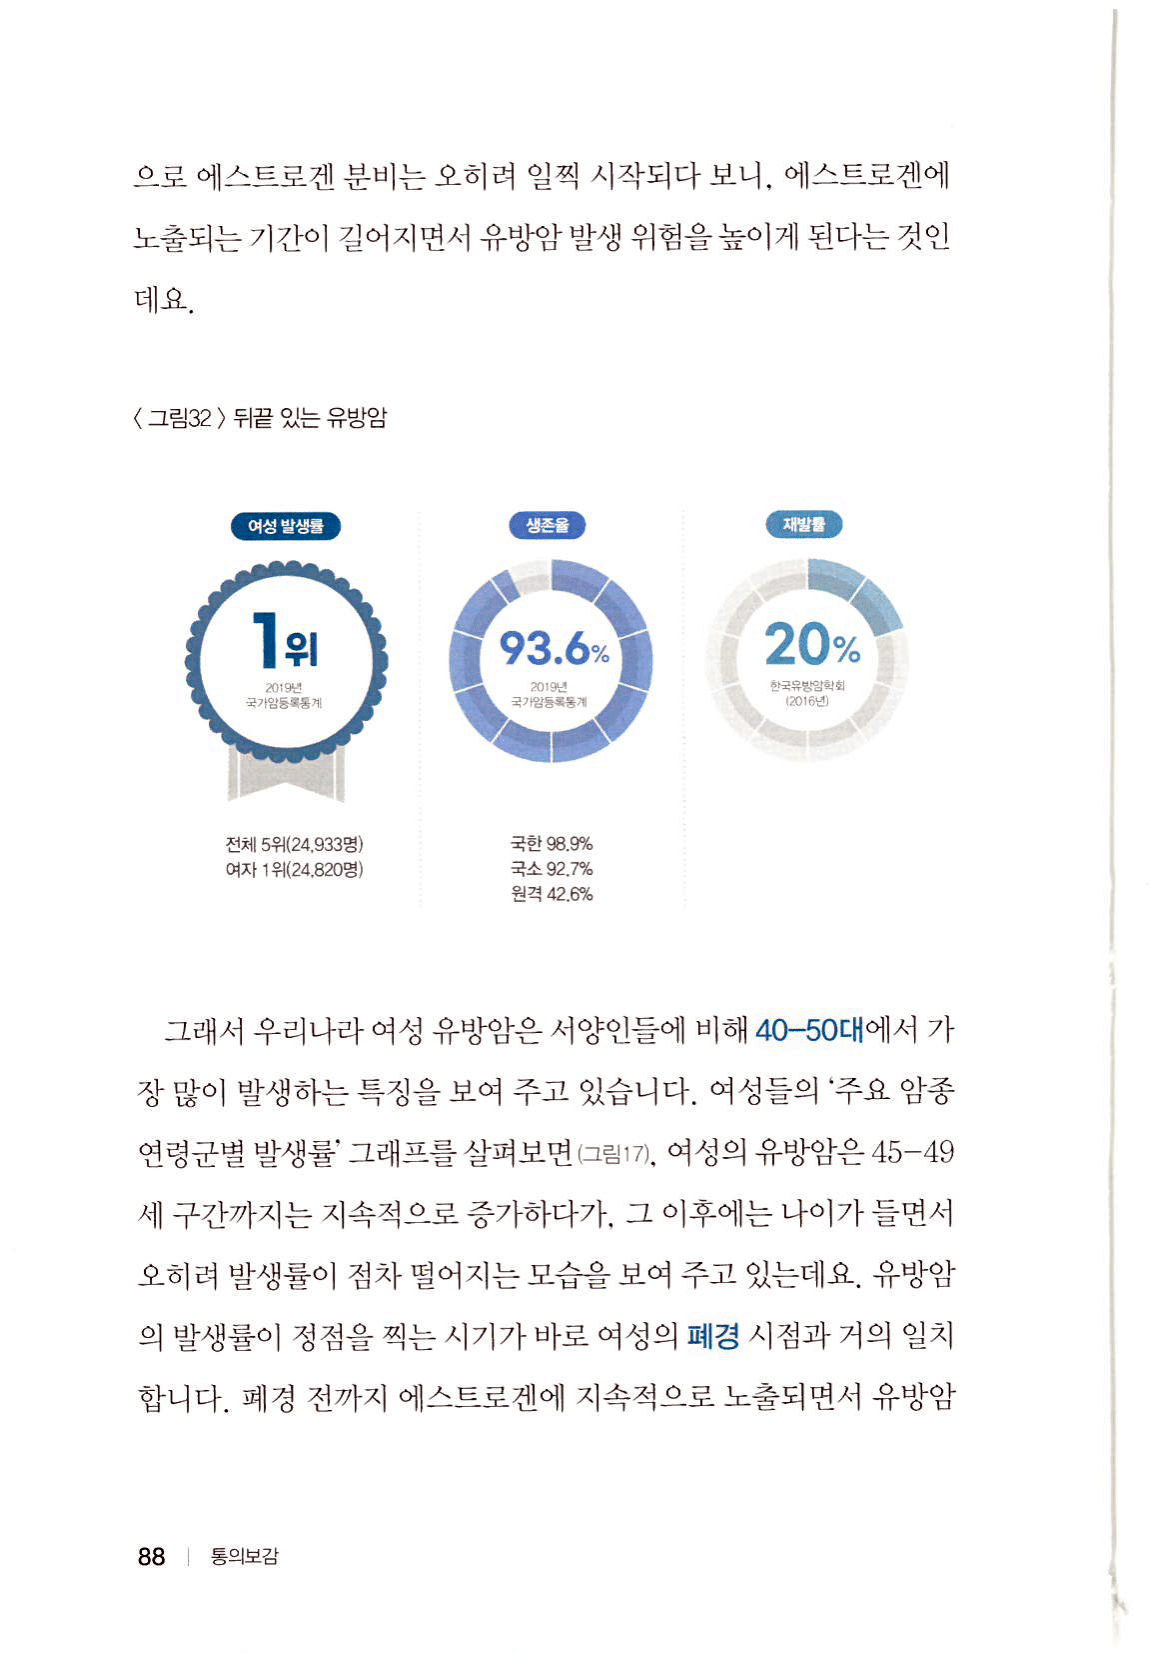 으로 에스트로겐 분비는 오히려 일찍 시작되다 보니, 에스트로겐에
노출되는 기간이 길어지면서 유방암 발생 위험을 높이게 된다는 것인
데요.
〈 그림32 〉 뒤끝 있는 유방암
여성 발생률
1위
2019년
국가암등록통계
전체 5위(24,933명)
여자 1위(24,820명)
생존율
93.6%
2019년
국가암등록통계
국한 98.9%
국소 92.7%
원격 42.6%
재발률
20%
한국유방암학회
(2016년)
그래서 우리나라 여성 유방암은 서양인들에 비해 40–50대에서 가
장 많이 발생하는 특징을 보여 주고 있습니다. 여성들의 ‘주요 암종
연령군별 발생률’ 그래프를 살펴보면(그림17), 여성의 유방암은 45–49
세 구간까지는 지속적으로 증가하다가, 그 이후에는 나이가 들면서
오히려 발생률이 점차 떨어지는 모습을 보여 주고 있는데요. 유방암
의 발생률이 정점을 찍는 시기가 바로 여성의 폐경 시점과 거의 일치
합니다. 폐경 전까지 에스트로겐에 지속적으로 노출되면서 유방암
88 | 통의보감